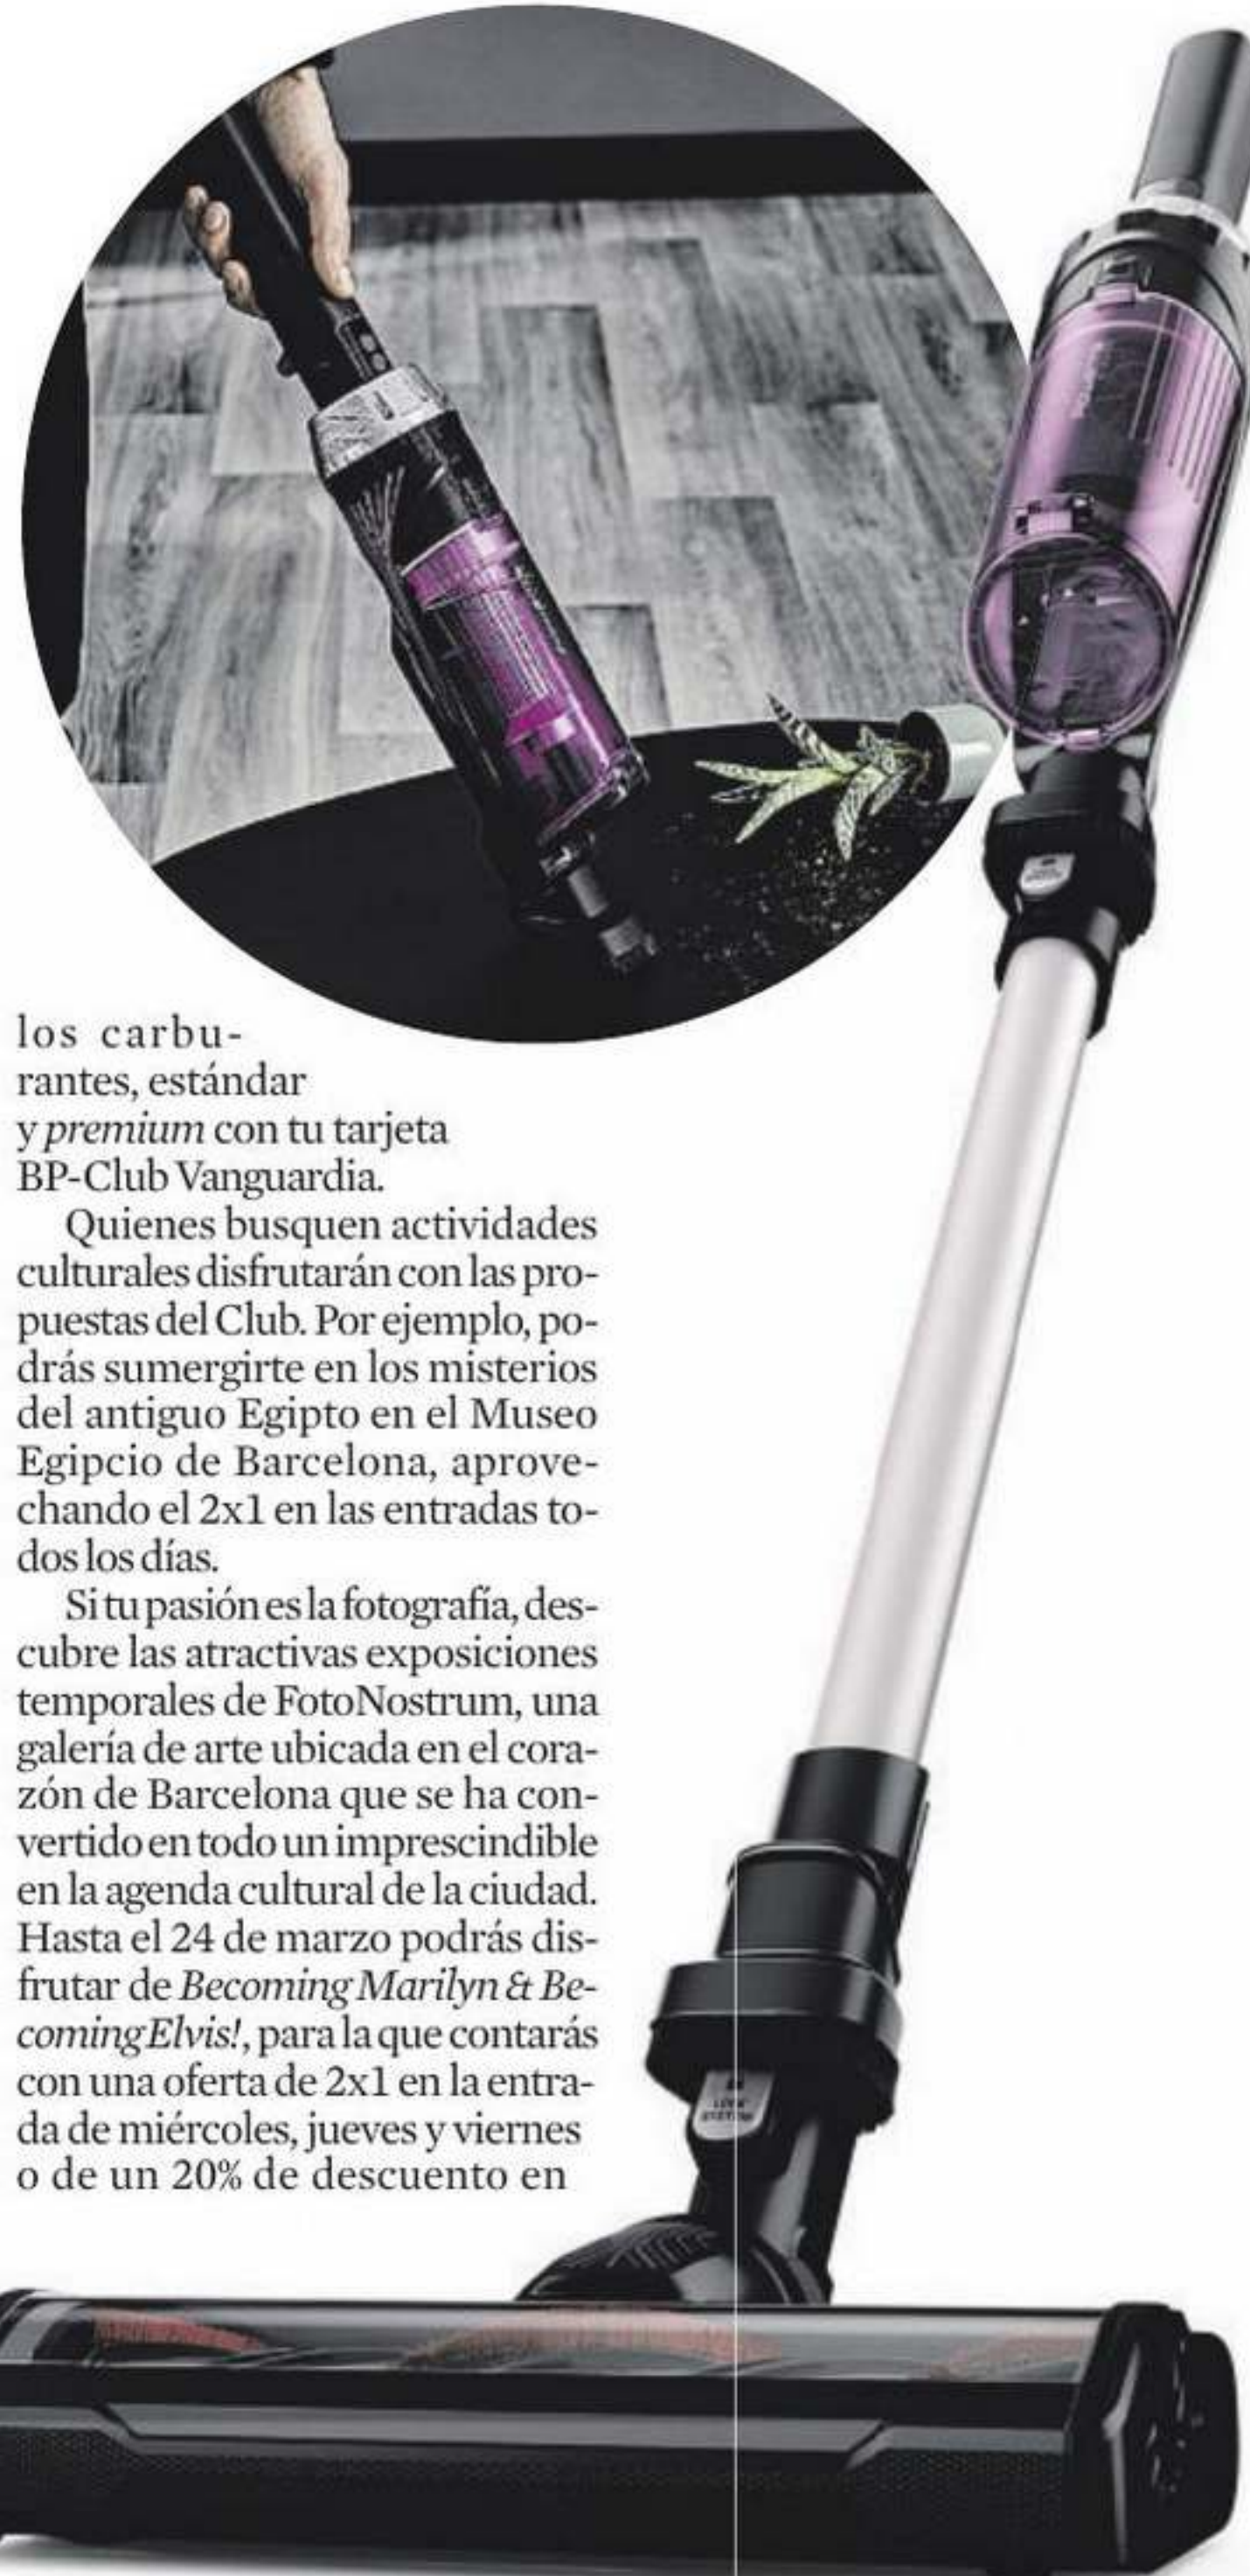 los carbu-
rantes, estándar
y premium con tu tarjeta
BP-Club Vanguardia.
Quienes busquen actividades
culturales disfrutarán con las pro-
puestas del Club. Por ejemplo, po-
drás sumergirte en los misterios
del antiguo Egipto en el Museo
Egipcio de Barcelona, aprove-
chando el 2x1 en las entradas to-
dos los días.
Si tu pasión es la fotografía, des-
cubre las atractivas exposiciones
temporales de FotoNostrum, una
galería de arte ubicada en el cora-
zón de Barcelona que se ha con-
vertido en todo un imprescindible
en la agenda cultural de la ciudad.
Hasta el 24 de marzo podrás dis-
frutar de Becoming Marilyn & Be-
coming Elvis!, para la que contarás
con una oferta de 2x1 en la entra-
da de miércoles, jueves y viernes
o de un 20% de descuento en